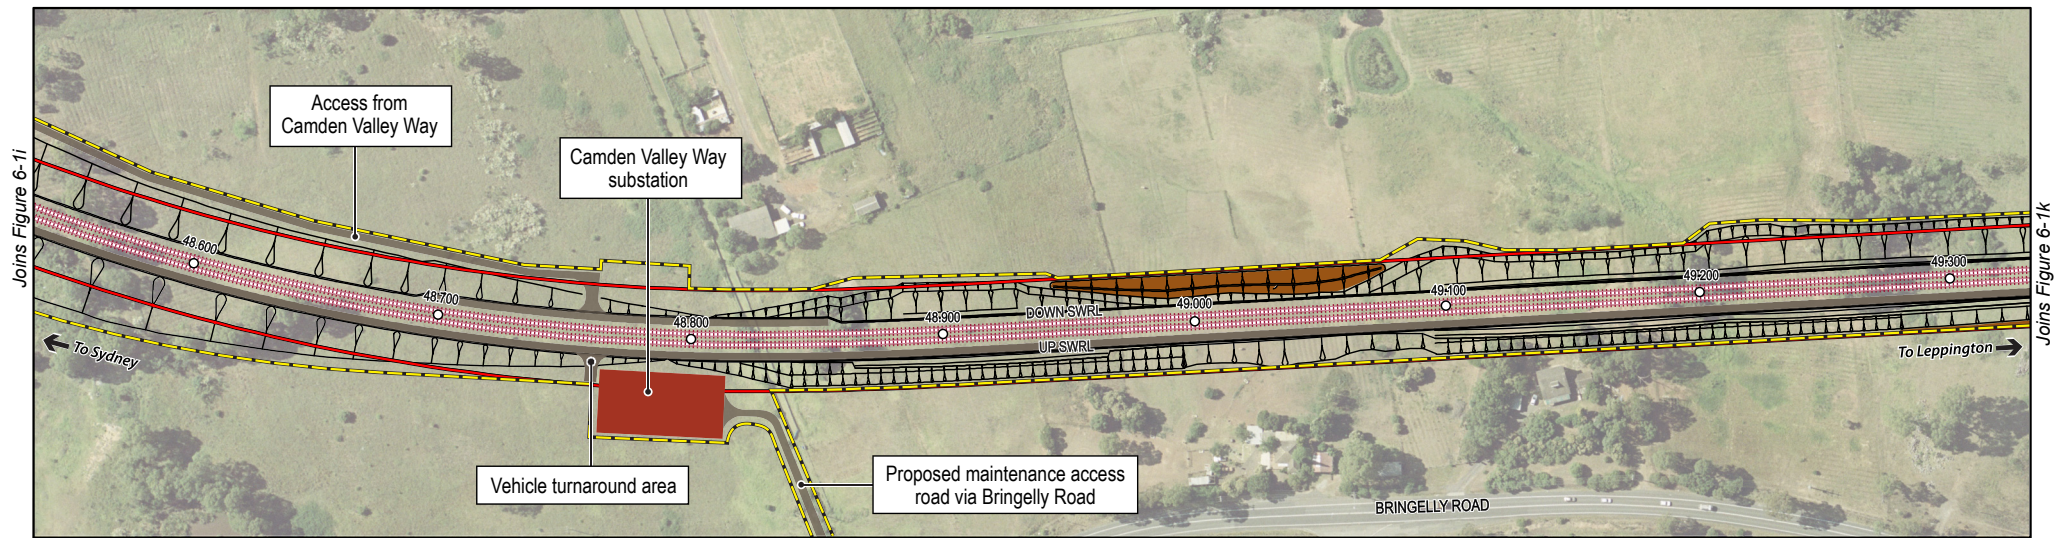 Access from
Camden Valley Way
Camden Valley Way
substation
Joins Figure 6-1i
Joins Figure 6-1k
48.600
48.700
48.800
48.900
49.000
49.100
49.200
49.300
DOWN SWRL
UP SWRL
To Sydney
To Leppington
Vehicle turnaround area
Proposed maintenance access
road via Bringelly Road
BRINGELLY ROAD